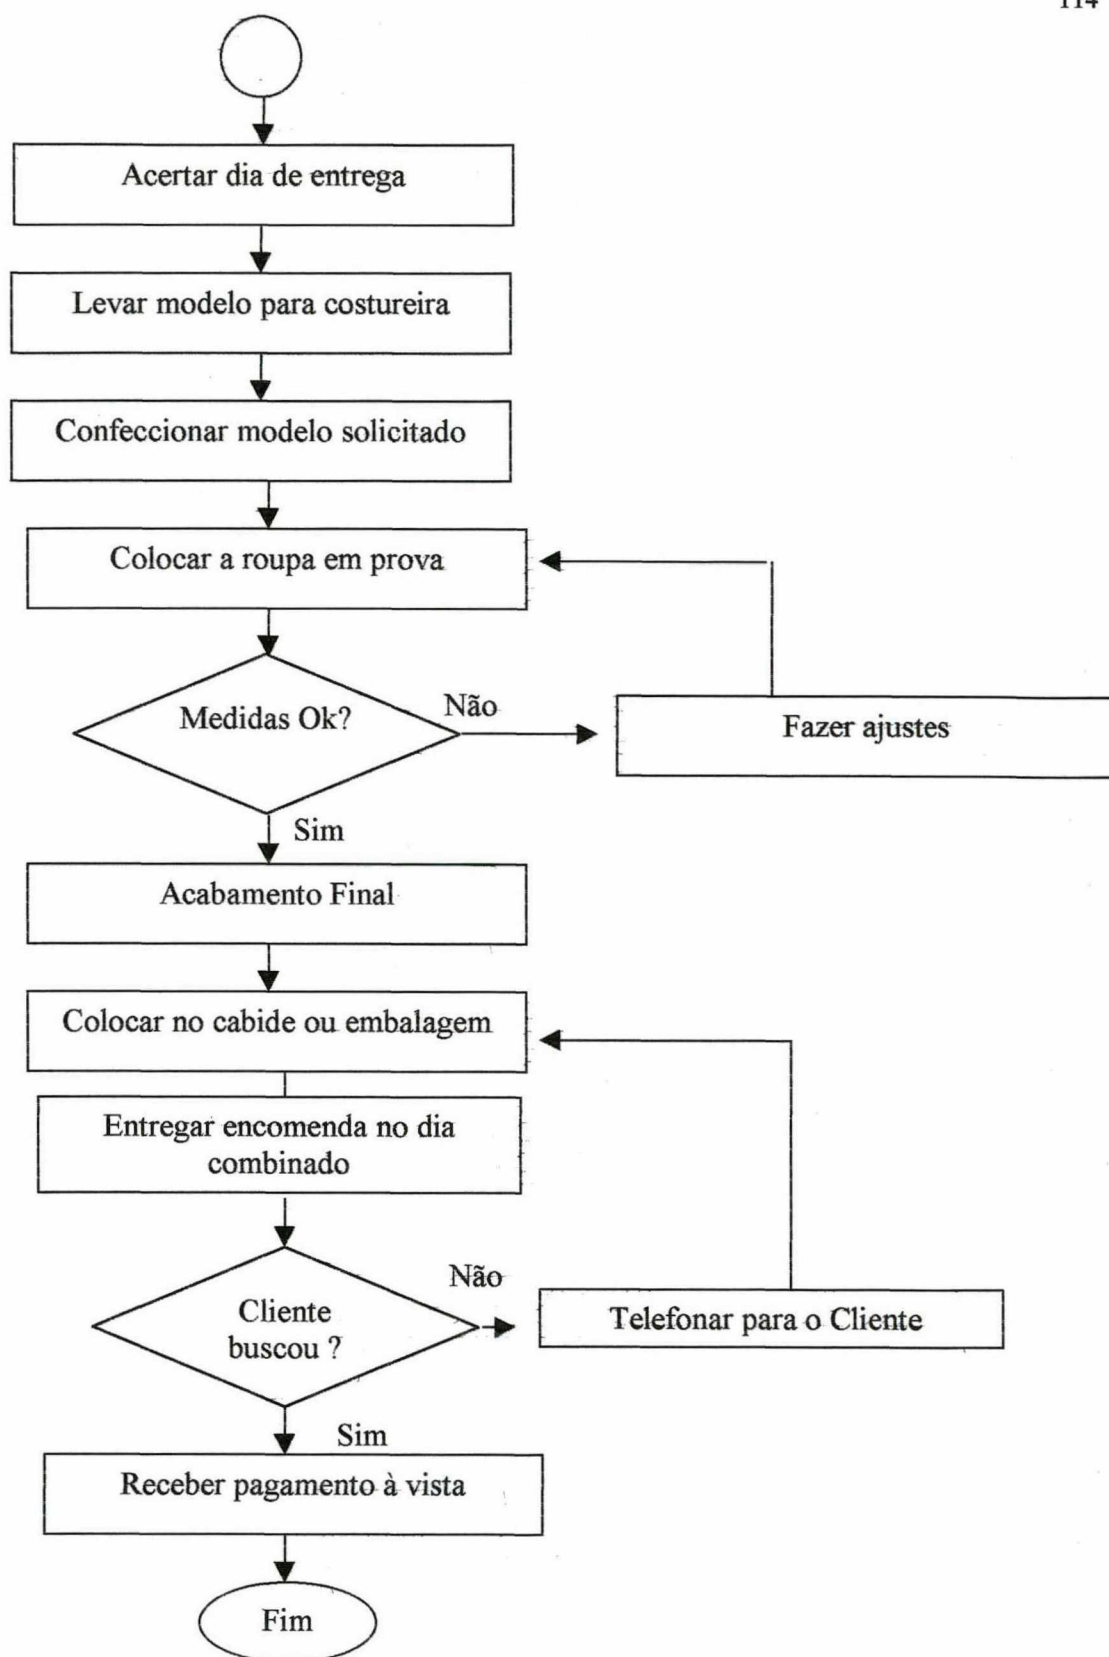 114
Acertar dia de entrega
Levar modelo para costureira
Confeccionar modelo solicitado
Colocar a roupa em prova
Medidas Ok?
Não
Fazer ajustes
Sim
Acabamento Final
Colocar no cabide ou embalagem
Entregar encomenda no dia
combinado
Não
Cliente
buscou ?
Telefonar para o Cliente
Sim
Receber pagamento à vista
Fim